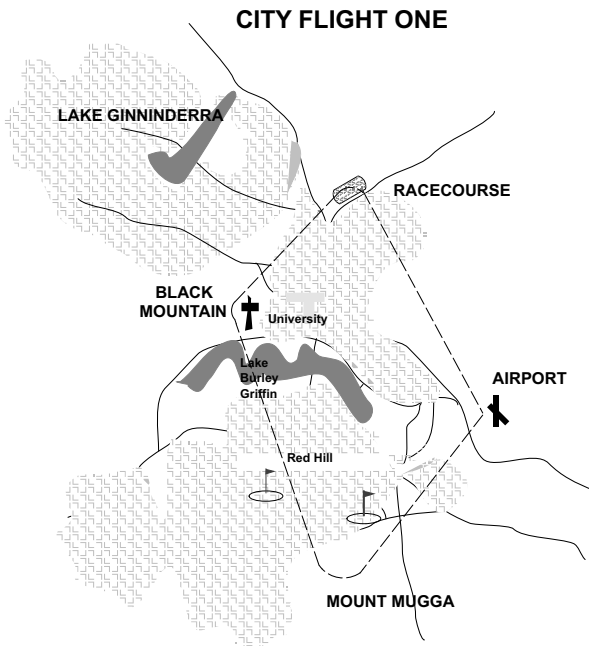 CITY FLIGHT ONE
LAKE GINNINDERRA
RACECOURSE
BLACK
MOUNTAIN
University
Lake
Burley
Griffin
AIRPORT
Red Hill
MOUNT MUGGA